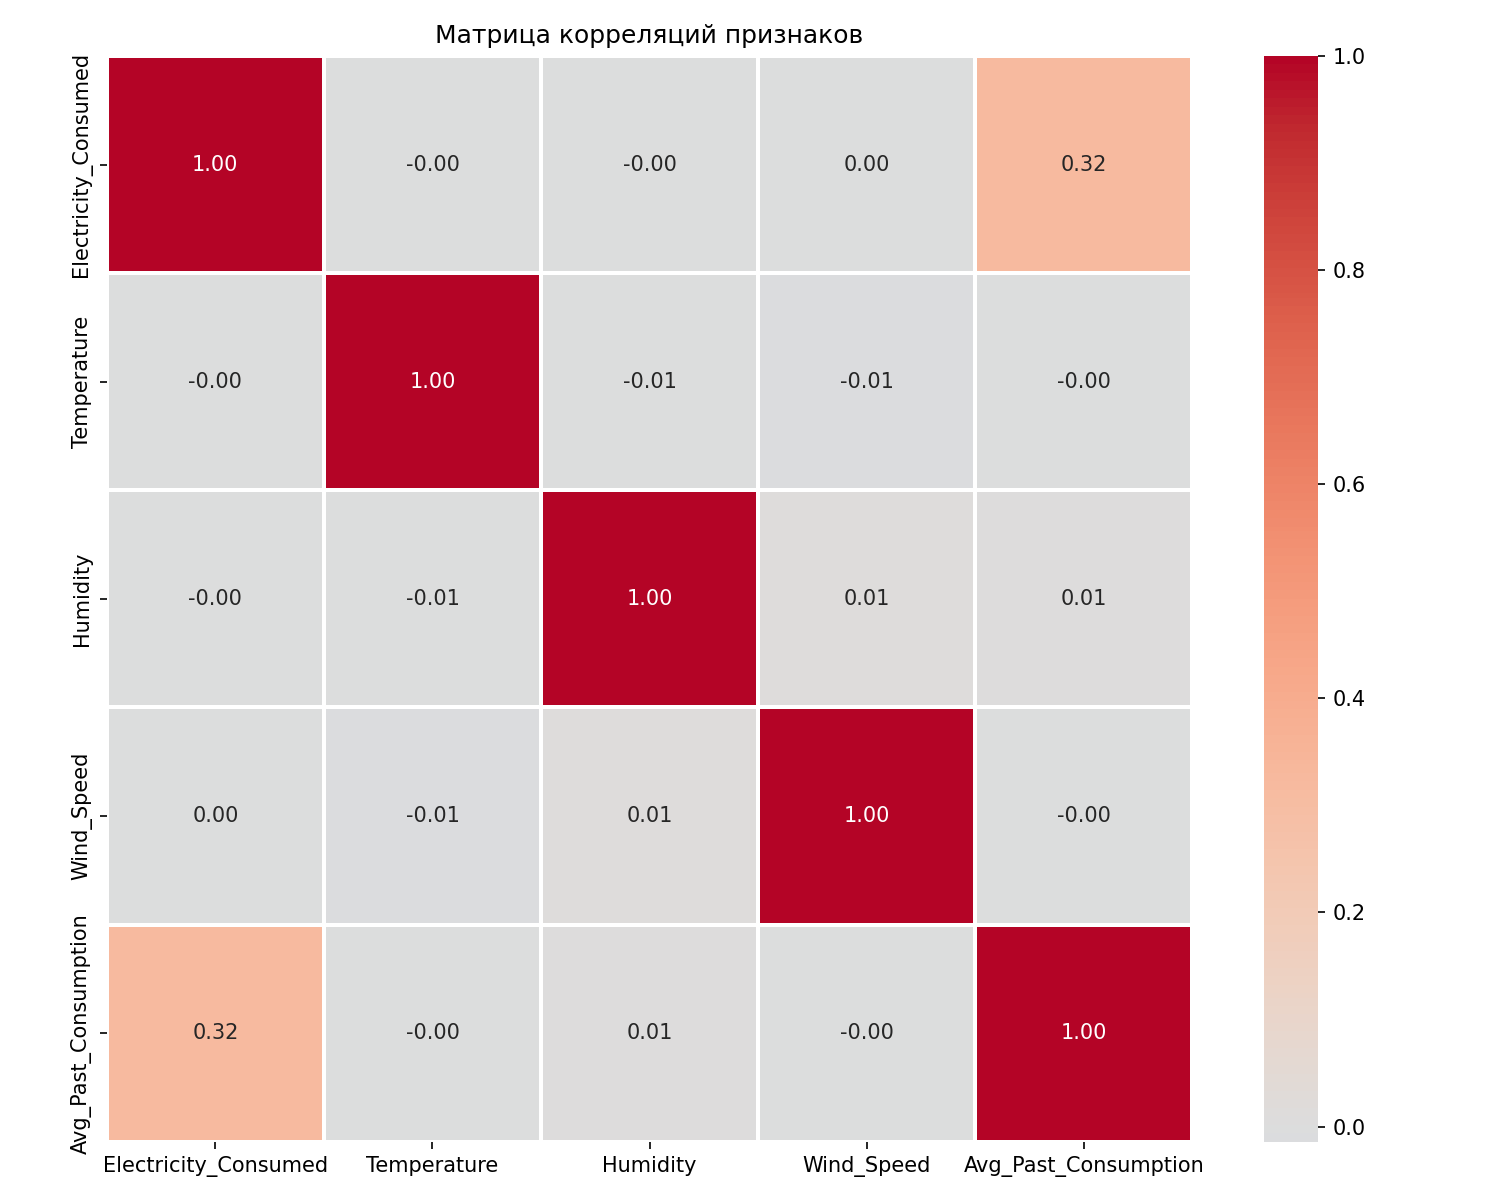 Матрица корреляций признаков
Electricity_Consumed
1.00
-0.00
-0.00
0.00
0.32
Temperature
-0.00
1.00
-0.01
-0.01
-0.00
Humidity
-0.00
-0.01
1.00
0.01
0.01
Wind_Speed
0.00
-0.01
0.01
1.00
-0.00
Avg_Past_Consumption
0.32
-0.00
0.01
-0.00
1.00
Electricity_Consumed
Temperature
Humidity
Wind_Speed
Avg_Past_Consumption
1.0
0.8
0.6
0.4
0.2
0.0